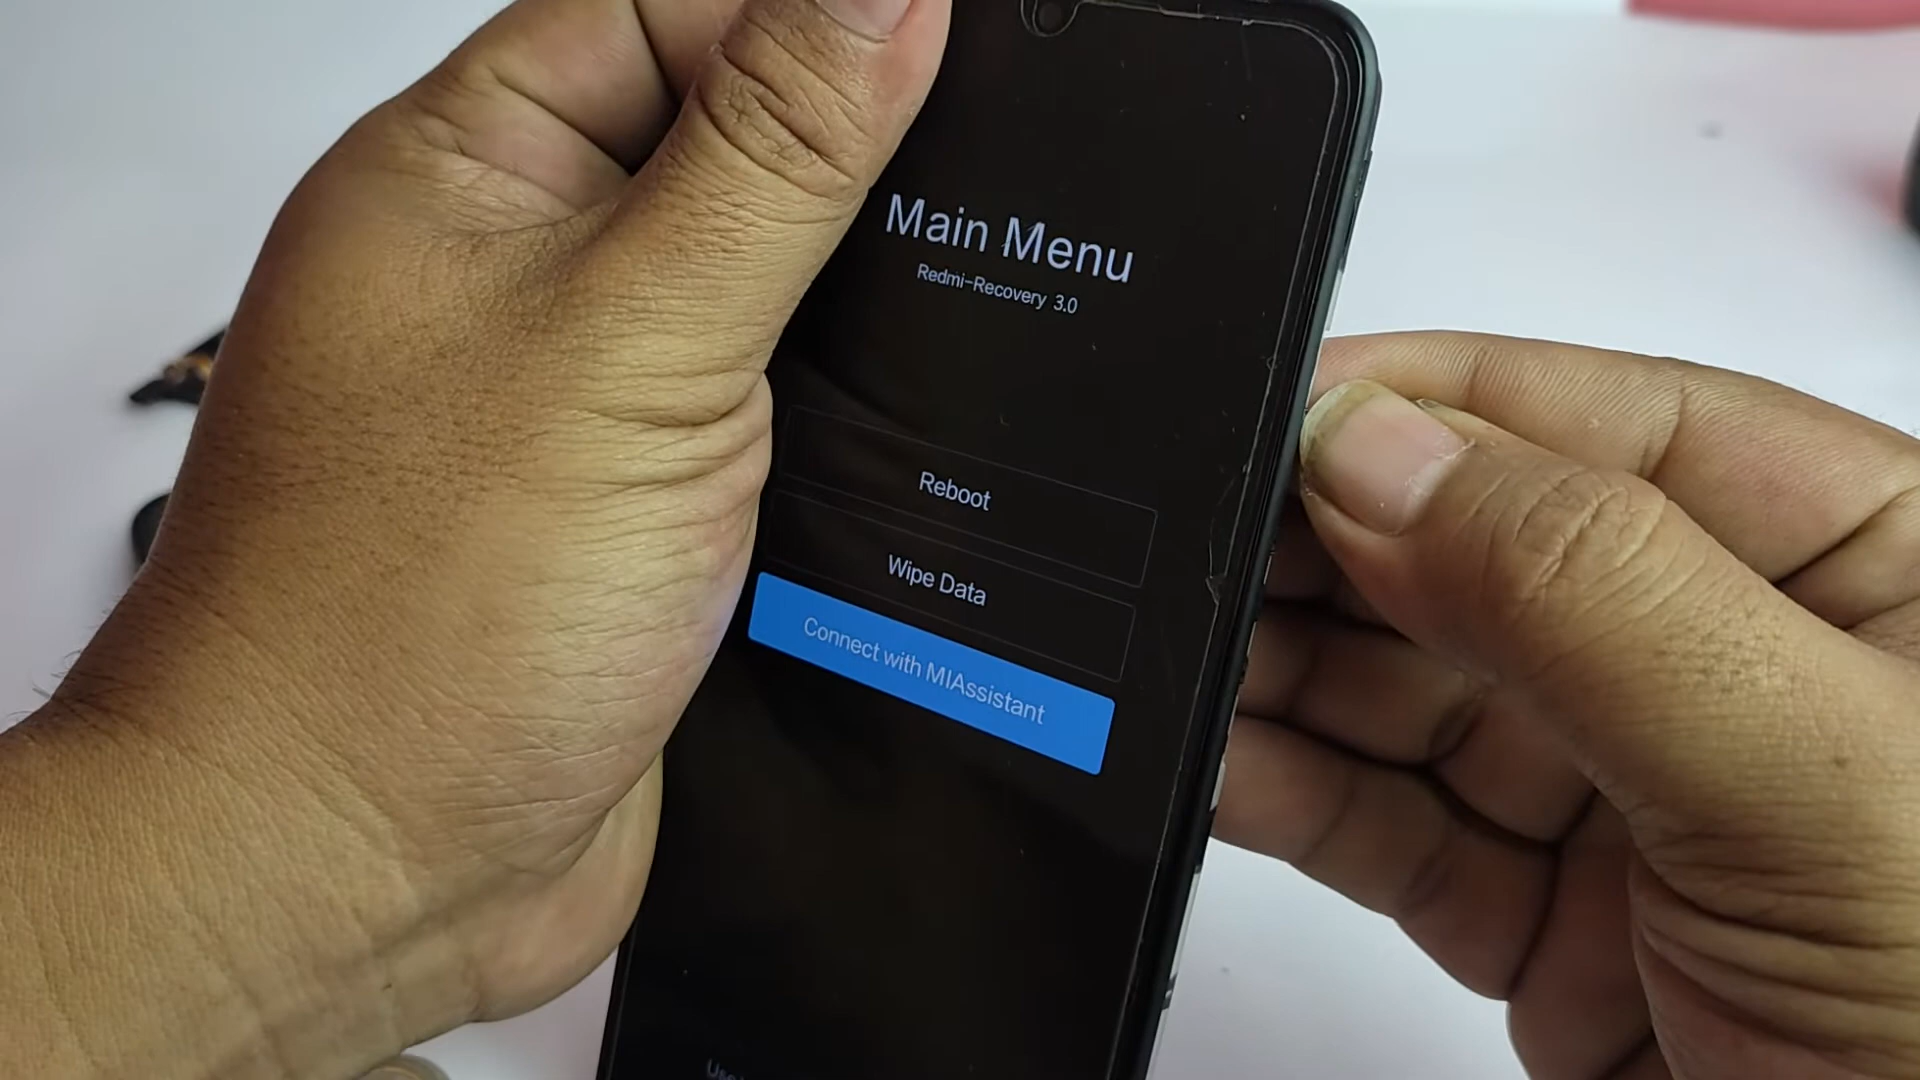 Main Menu
Redmi-Recovery 3.0
Reboot
Wipe Data
Connect with MIAssistant